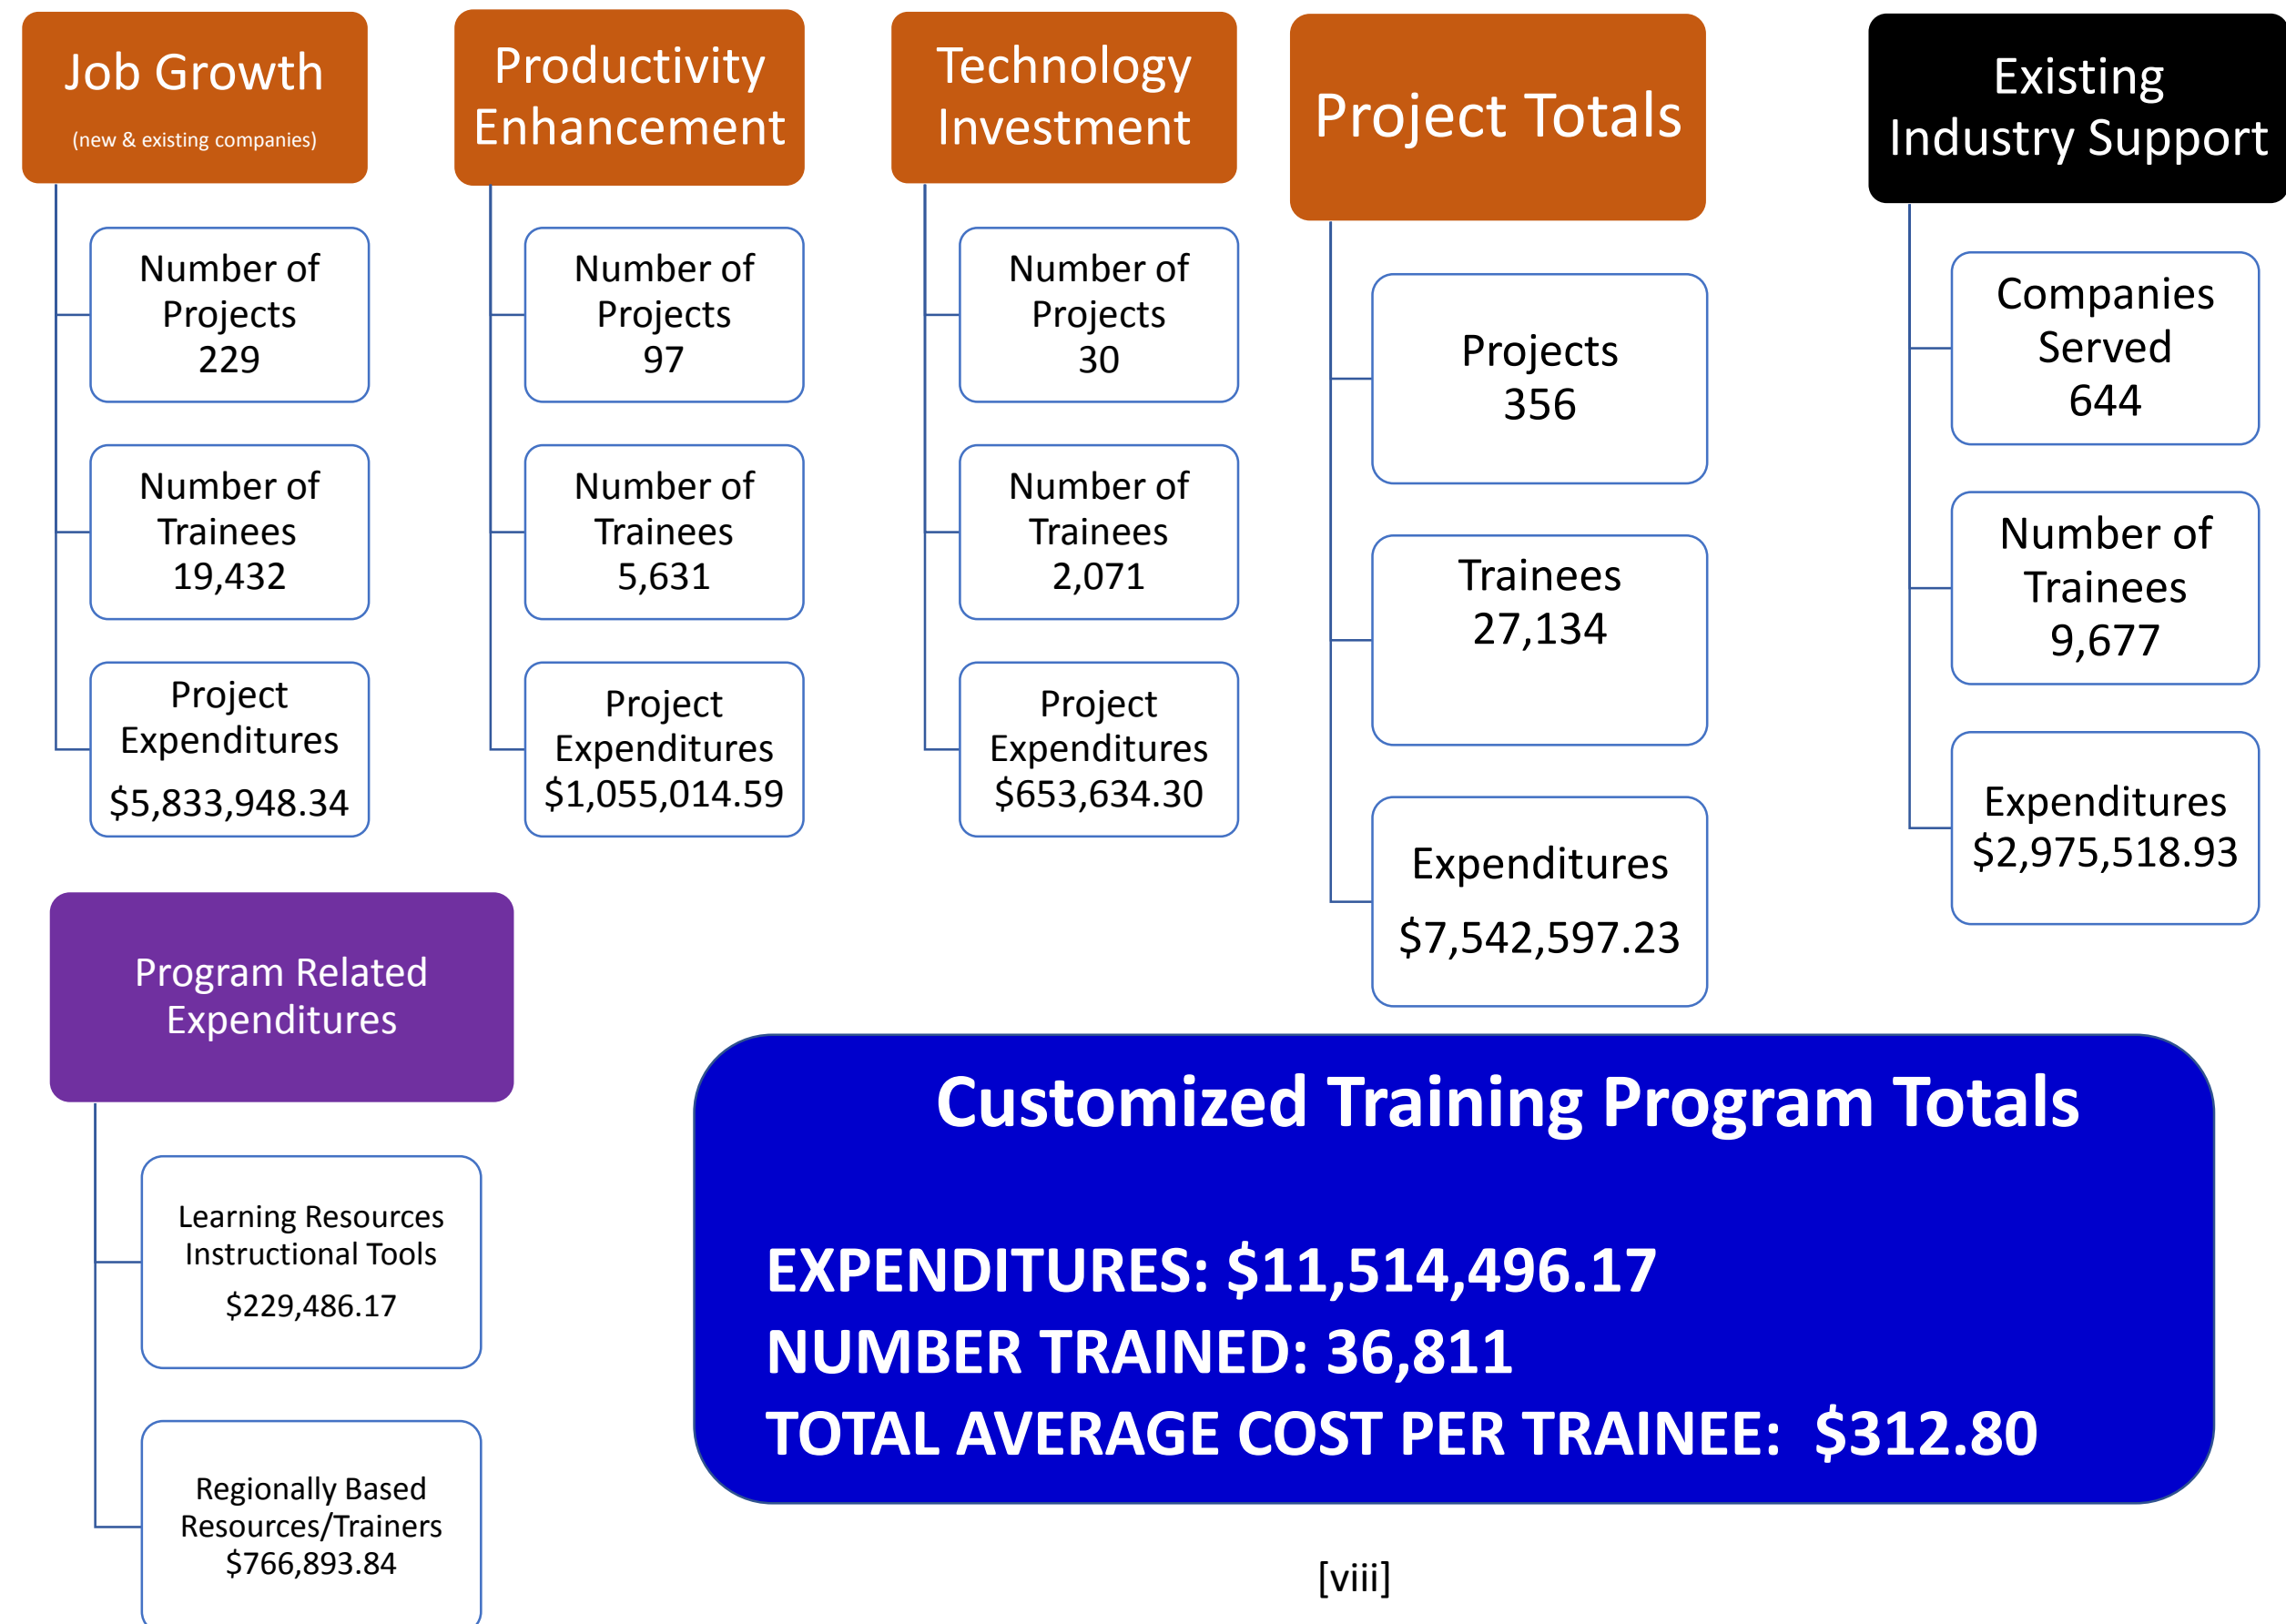 Job Growth
(new & existing companies)
Number of
Projects
229
Number of
Trainees
19,432
Project
Expenditures
$5,833,948.34
Productivity
Enhancement
Number of
Projects
97
Number of
Trainees
5,631
Project
Expenditures
$1,055,014.59
Technology
Investment
Number of
Projects
30
Number of
Trainees
2,071
Project
Expenditures
$653,634.30
Project Totals
Projects
356
Trainees
27,134
Expenditures
$7,542,597.23
Existing
Industry Support
Companies
Served
644
Number of
Trainees
9,677
Expenditures
$2,975,518.93
Program Related
Expenditures
Learning Resources
Instructional Tools
$229,486.17
Regionally Based
Resources/Trainers
$766,893.84
Customized Training Program Totals
EXPENDITURES: $11,514,496.17
NUMBER TRAINED: 36,811
TOTAL AVERAGE COST PER TRAINEE: $312.80
[viii]